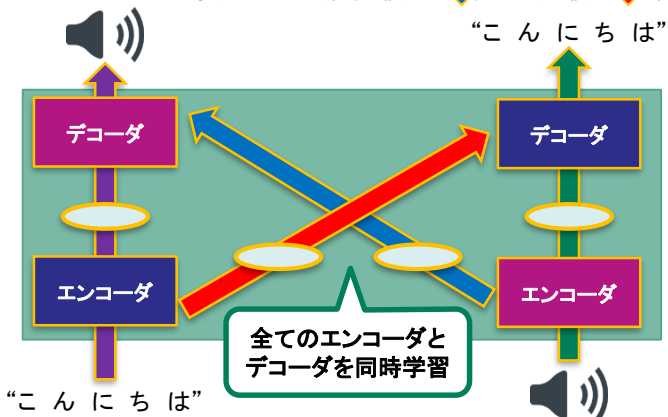 “こ ん に ち は”
デコーダ
デコーダ
エンコーダ
エンコーダ
全てのエンコーダと
デコーダを同時学習
“こ ん に ち は”